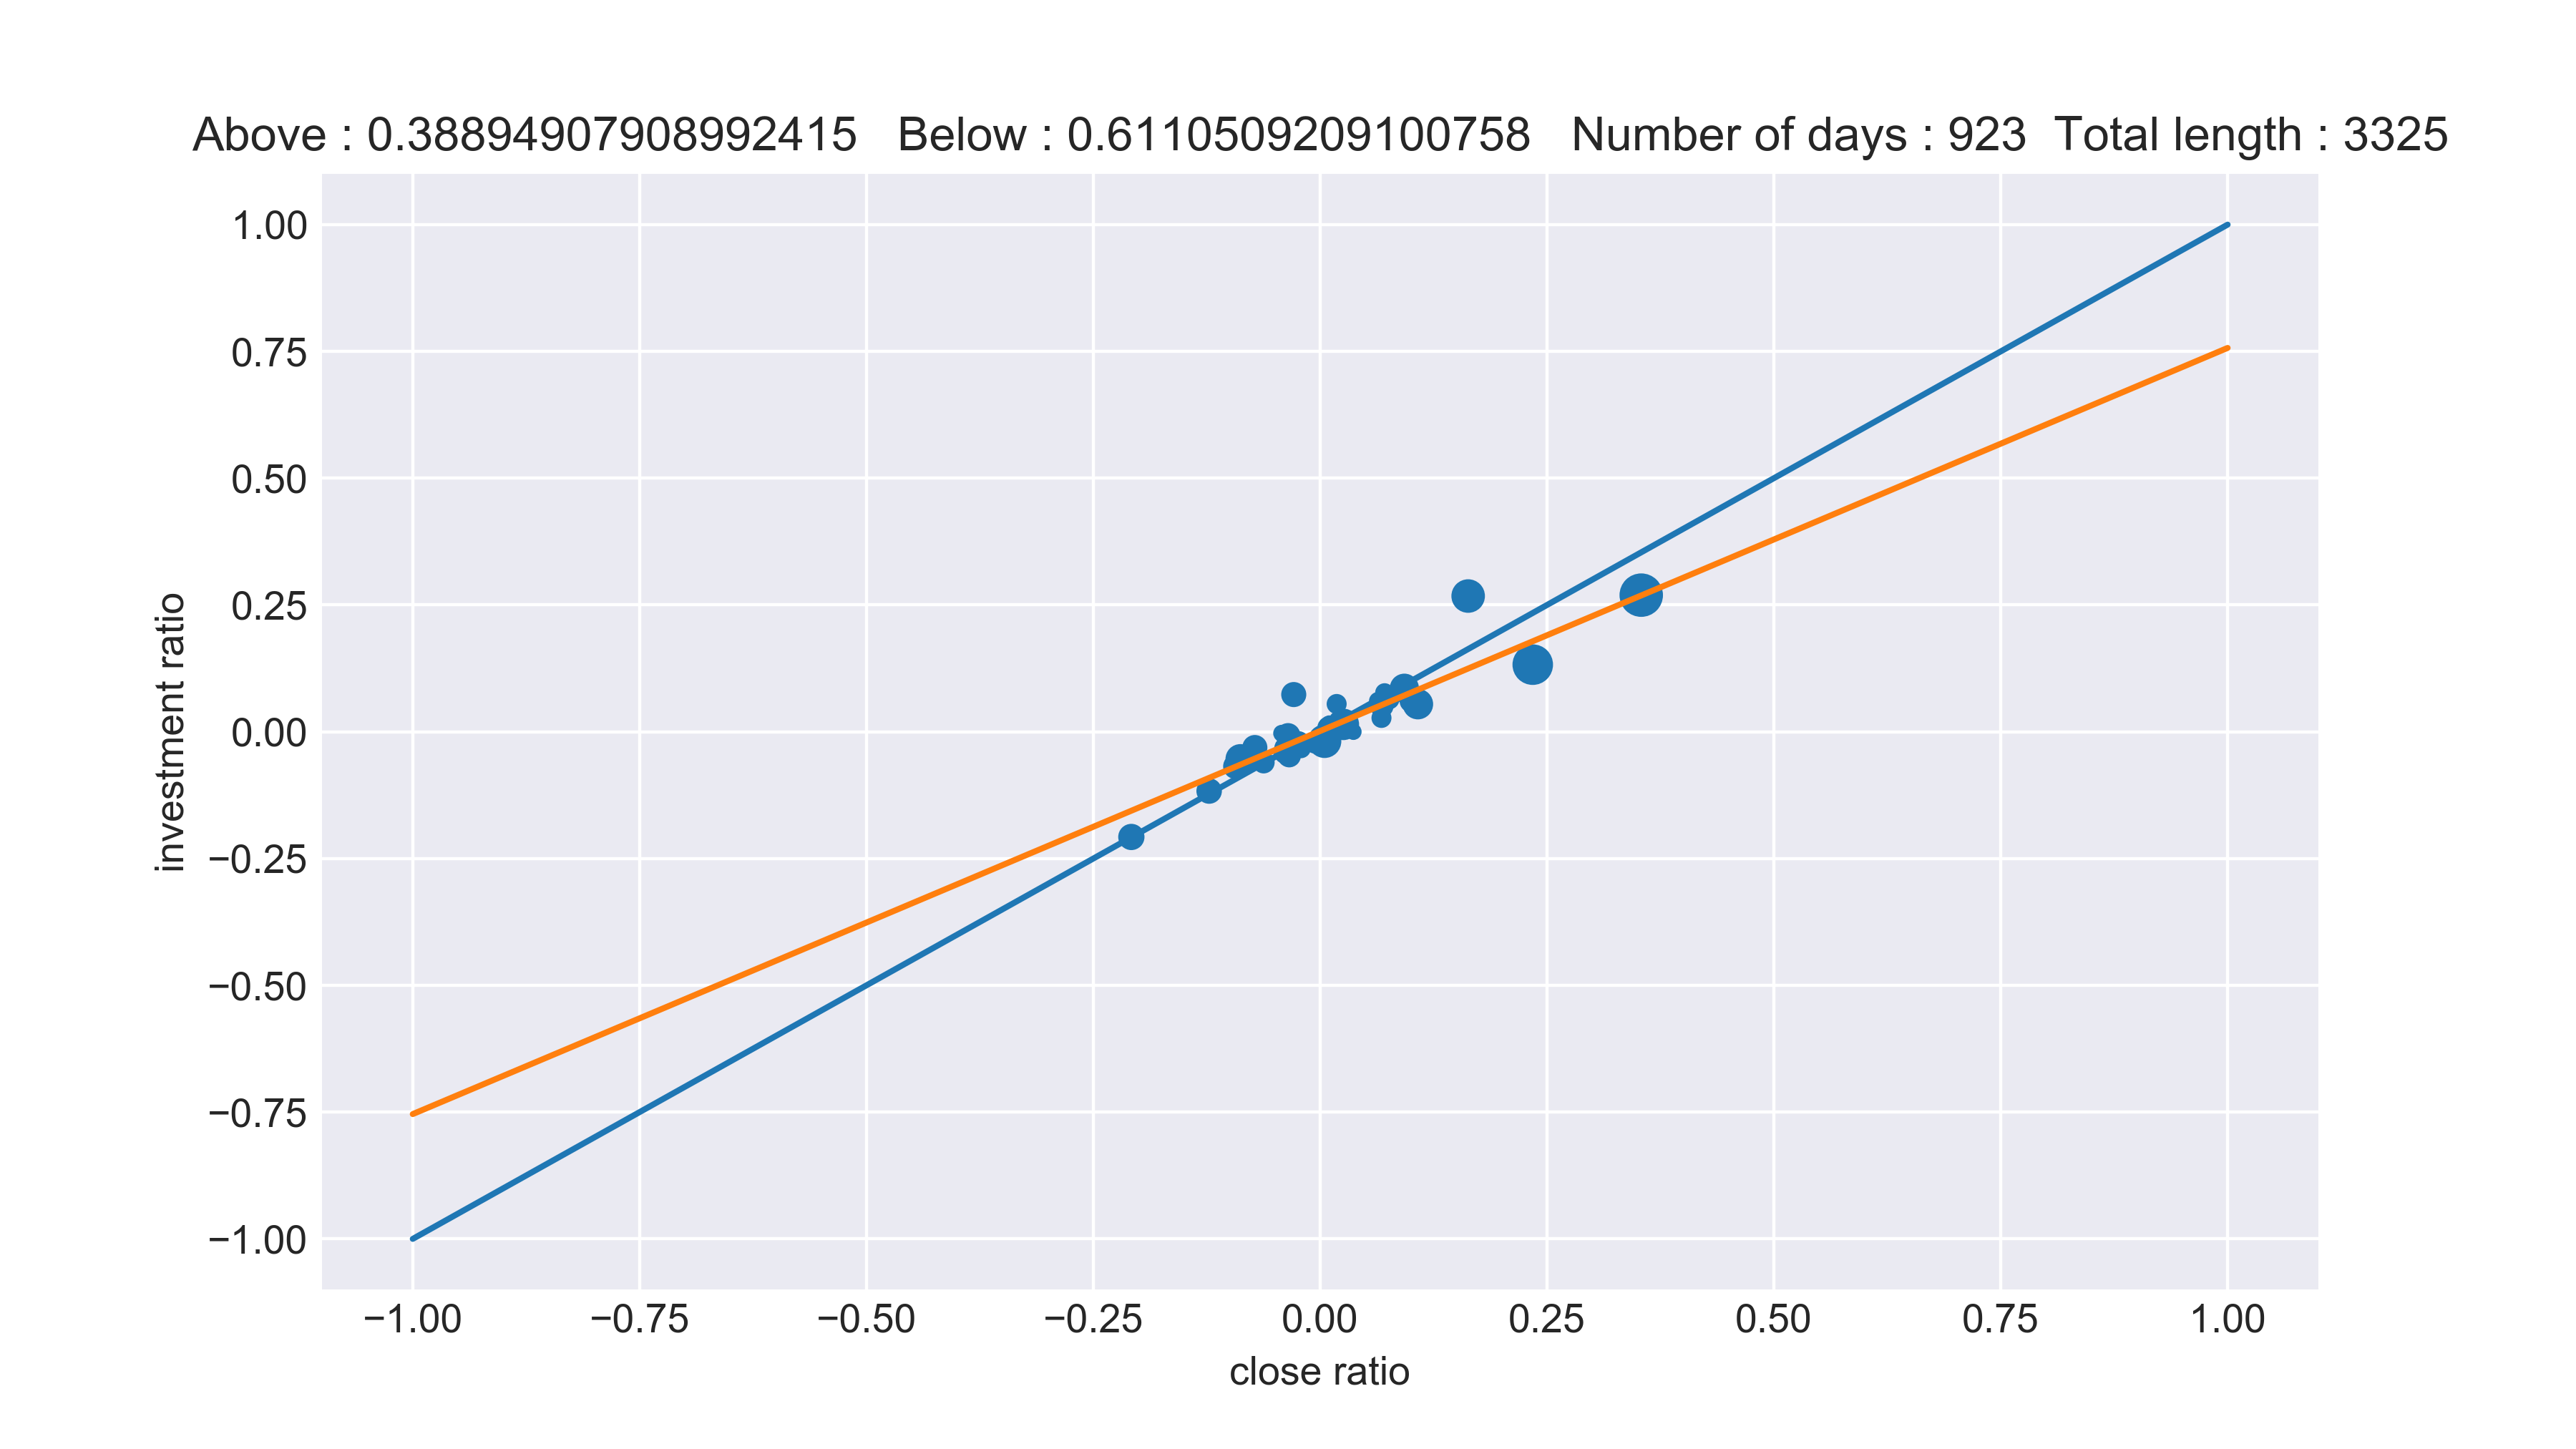 Above : 0.38894907908992415   Below : 0.6110509209100758   Number of days : 923  Total length : 3325
1.00
0.75
0.50
0.25
0.00
−0.25
−0.50
−0.75
−1.00
investment ratio
−1.00 −0.75 −0.50 −0.25 0.00 0.25 0.50 0.75 1.00
close ratio